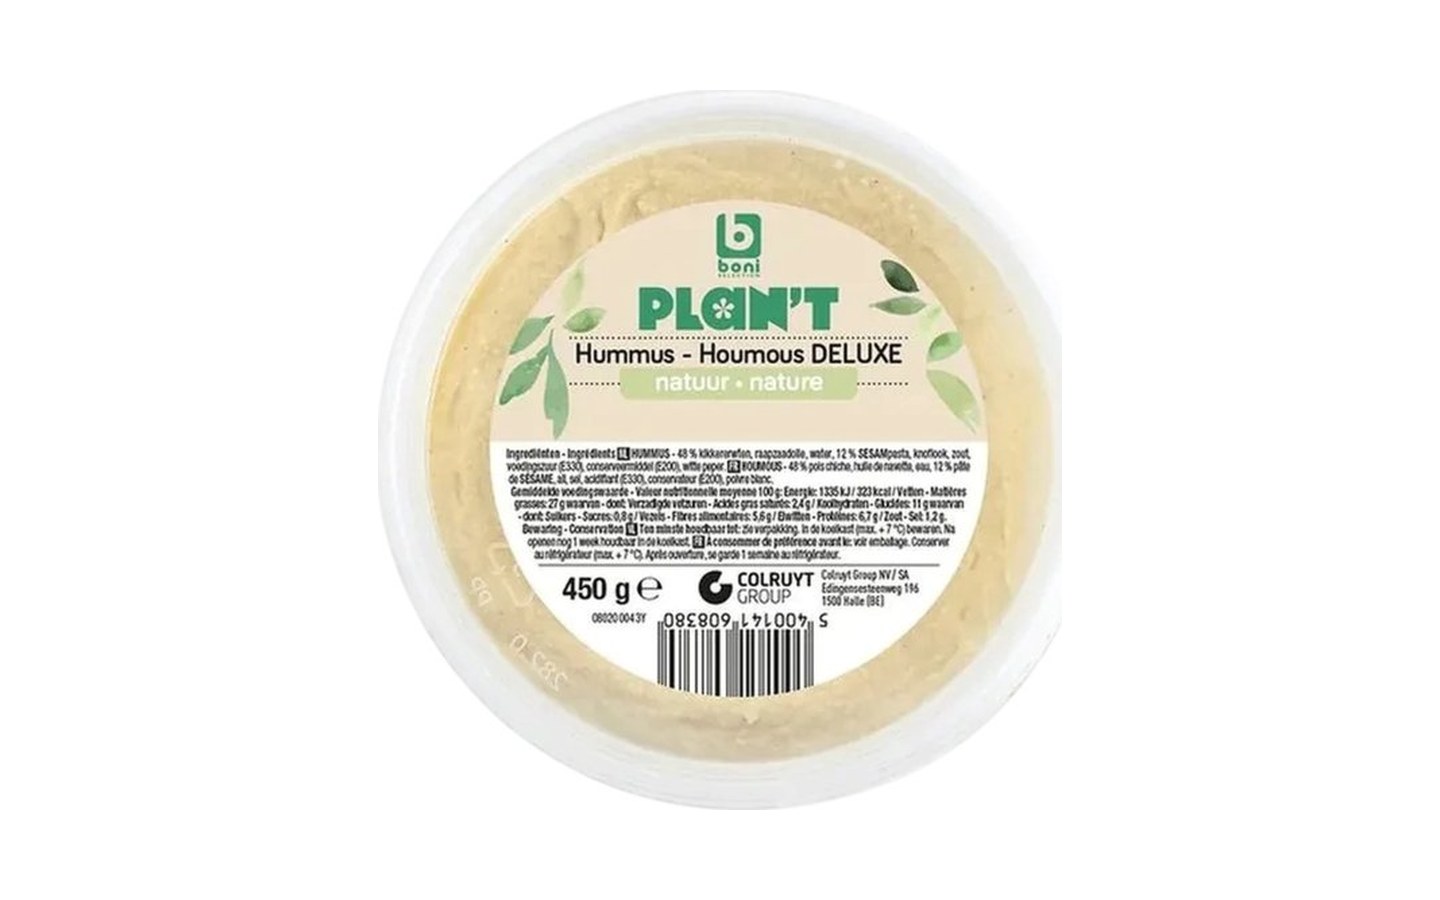 b
boni
SELECTION
PLAN'T
Hummus - Houmous DELUXE
natuur • nature
Ingrediënten - Ingrédients NL HUMMUS - 48 % kikkererwten, raapzaadolie, water, 12 % SESAMpasta, knoflook, zout,
voedingszuur (E330), conserveermiddel (E200), witte peper. FR HOUMOUS - 48 % pois chiche, huile de navette, eau, 12 % pâte
de SÉSAME, ail, sel, acidifiant (E330), conservateur (E200), poivre blanc.
Gemiddelde voedingswaarde - Valeur nutritionnelle moyenne 100 g: Energie: 1335 kJ / 323 kcal / Vetten - Matières
grasses: 27 g waarvan - dont: Verzadigde vetzuren - Acides gras saturés: 2,4 g / Koolhydraten - Glucides: 11 g waarvan
- dont: Suikers - Sucres: 0,8 g / Vezels - Fibres alimentaires: 5,6 g / Eiwitten - Protéines: 6,7 g / Zout - Sel: 1,2 g.
Bewaring - Conservation NL Ten minste houdbaar tot: zie verpakking. In de koelkast (max. + 7 °C) bewaren. Na
openen nog 1 week houdbaar in de koelkast. FR À consommer de préférence avant le: voir emballage. Conserver
au réfrigérateur (max. + 7 °C). Après ouverture, se garde 1 semaine au réfrigérateur.
450 g ℮
COLRUYT
GROUP
Colruyt Group NV / SA
Edingensesteenweg 196
1500 Halle (BE)
08020 004 3Y
5 400141 608380